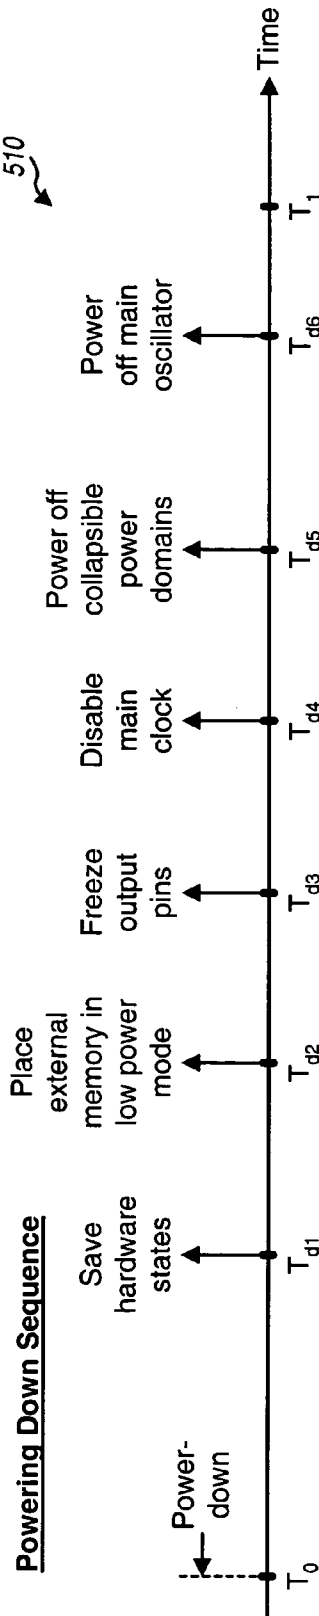 Powering Down Sequence
510
Power-
down
Save
hardware
states
Place
external
memory in
low power
mode
Freeze
output
pins
Disable
main
clock
Power off
collapsible
power
domains
Power
off main
oscillator
Time
T0
Td1
Td2
Td3
Td4
Td5
Td6
T1